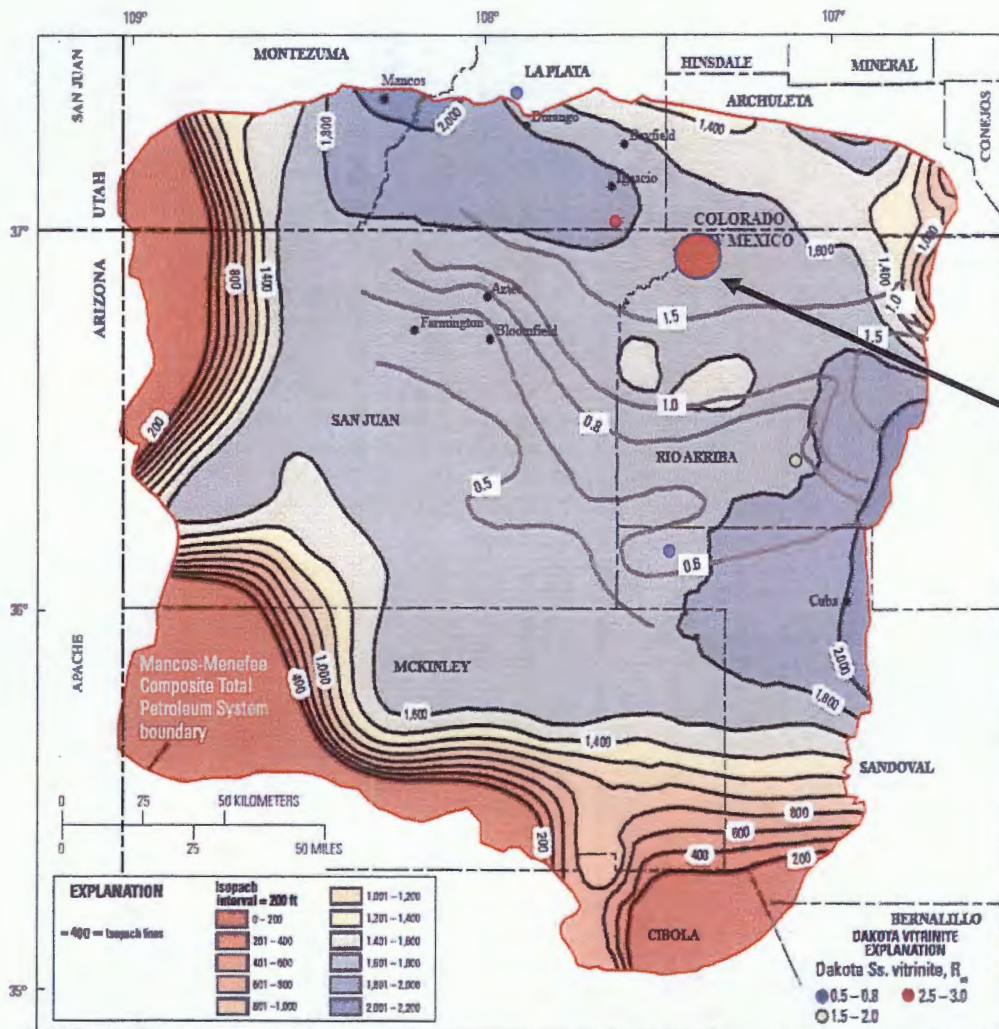 109°
108°
107°
MONTEZUMA
HINSDALE
MINERAL
SAN JUAN
LA PLATA
Mancos
ARCHULETA
CONEJOS
1,800
2,000
Durango
1,400
Bayfield
Ignacio
UTAH
37°
COLORADO
MEXICO
1,600
1,000
800
1,400
1,400
1.0
ARIZONA
Aztec
1.5
1.5
Farmington
Bloomfield
200
SAN JUAN
1.0
0.8
RIO ARRIBA
0.5
0.6
36°
Cuba
APACHE
Mancos-Menefee
Composite Total
Petroleum System
boundary
1,000
400
MCKINLEY
2,000
1,800
1,600
1,400
SANDOVAL
0 25 50 KILOMETERS
0 25 50 MILES
800
600
400
200
200
EXPLANATION
= 400 = Isopach lines
Isopach
interval = 200 ft
0 – 200
201 – 400
401 – 600
601 – 800
801 – 1,000
1,001 – 1,200
1,201 – 1,400
1,401 – 1,600
1,601 – 1,800
1,801 – 2,000
2,001 – 2,200
CIBOLA
BERNALILLO
DAKOTA VITRINITE
EXPLANATION
Dakota Ss. vitrinite, R
0.5 – 0.8
2.5 – 3.0
1.5 – 2.0
35°